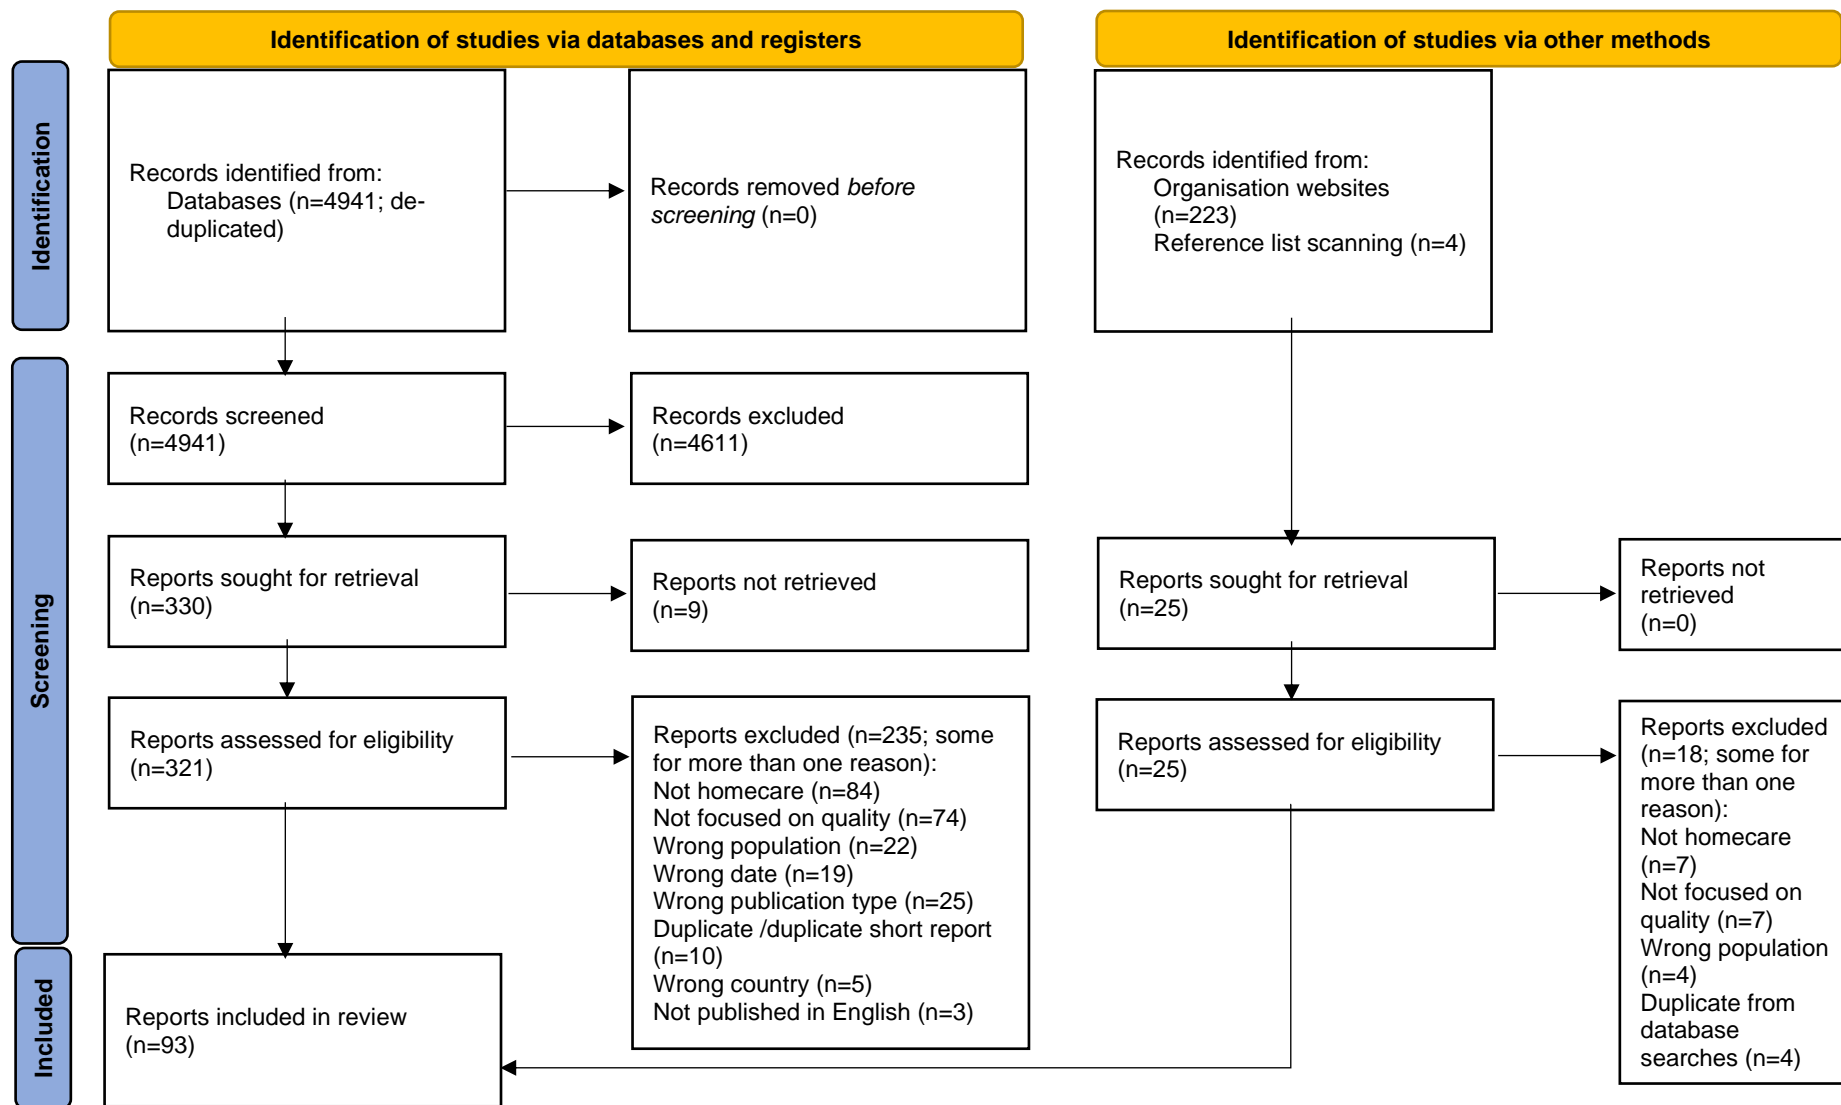 Identification of studies via databases and registers
Identification of studies via other methods
Identification
Records identified from:
Databases (n=4941; de-
duplicated)
Records removed before
screening (n=0)
Records identified from:
Organisation websites
(n=223)
Reference list scanning (n=4)
Screening
Records screened
(n=4941)
Records excluded
(n=4611)
Reports sought for retrieval
(n=330)
Reports not retrieved
(n=9)
Reports sought for retrieval
(n=25)
Reports not
retrieved
(n=0)
Reports assessed for eligibility
(n=321)
Reports excluded (n=235; some
for more than one reason):
Not homecare (n=84)
Not focused on quality (n=74)
Wrong population (n=22)
Wrong date (n=19)
Wrong publication type (n=25)
Duplicate /duplicate short report
(n=10)
Wrong country (n=5)
Not published in English (n=3)
Reports assessed for eligibility
(n=25)
Reports excluded
(n=18; some for
more than one
reason):
Not homecare
(n=7)
Not focused on
quality (n=7)
Wrong population
(n=4)
Duplicate from
database
searches (n=4)
Included
Reports included in review
(n=93)